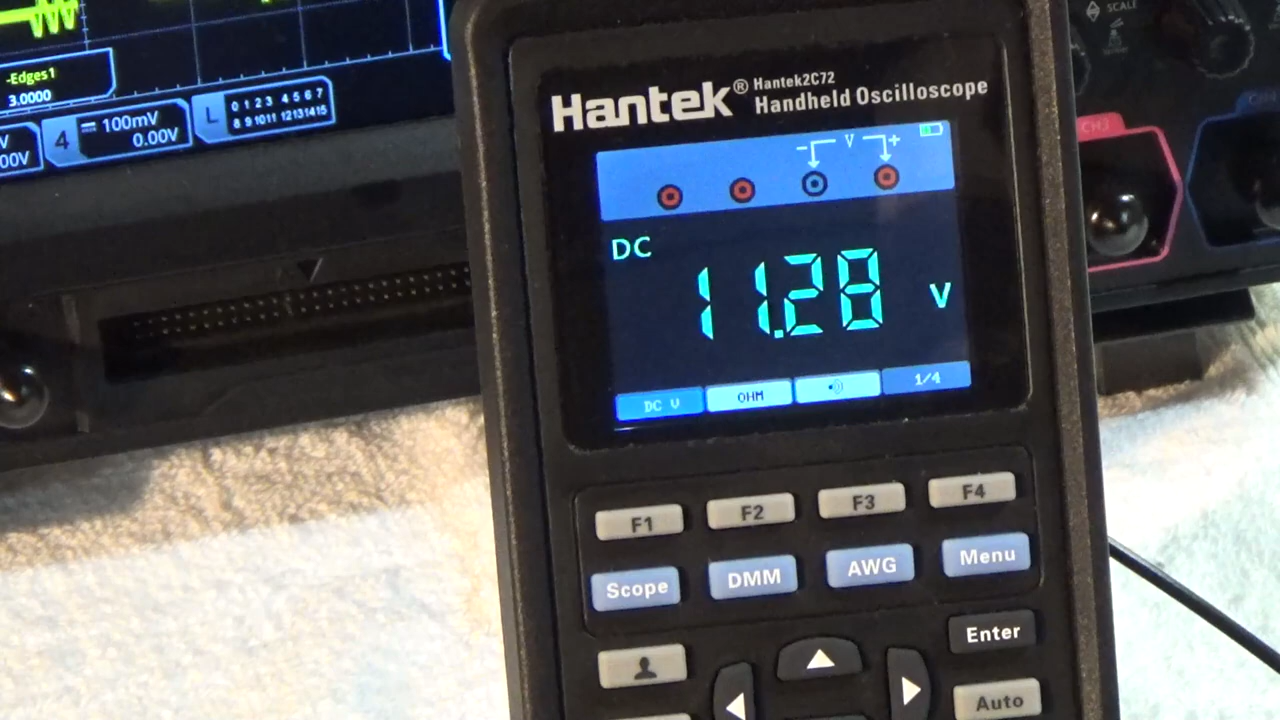 -Edges1
3.0000
00V
4 100mV
0.00V
L 0 1 2 3 4 5 6 7
8 9 10 11 12 13 14 15
SCALE
CH3
Hantek® Hantek2C72
Handheld Oscilloscope
- V +
DC
11.28 V
DC V OHM 1/4
F1 F2 F3 F4
Scope DMM AWG Menu
Enter
Auto